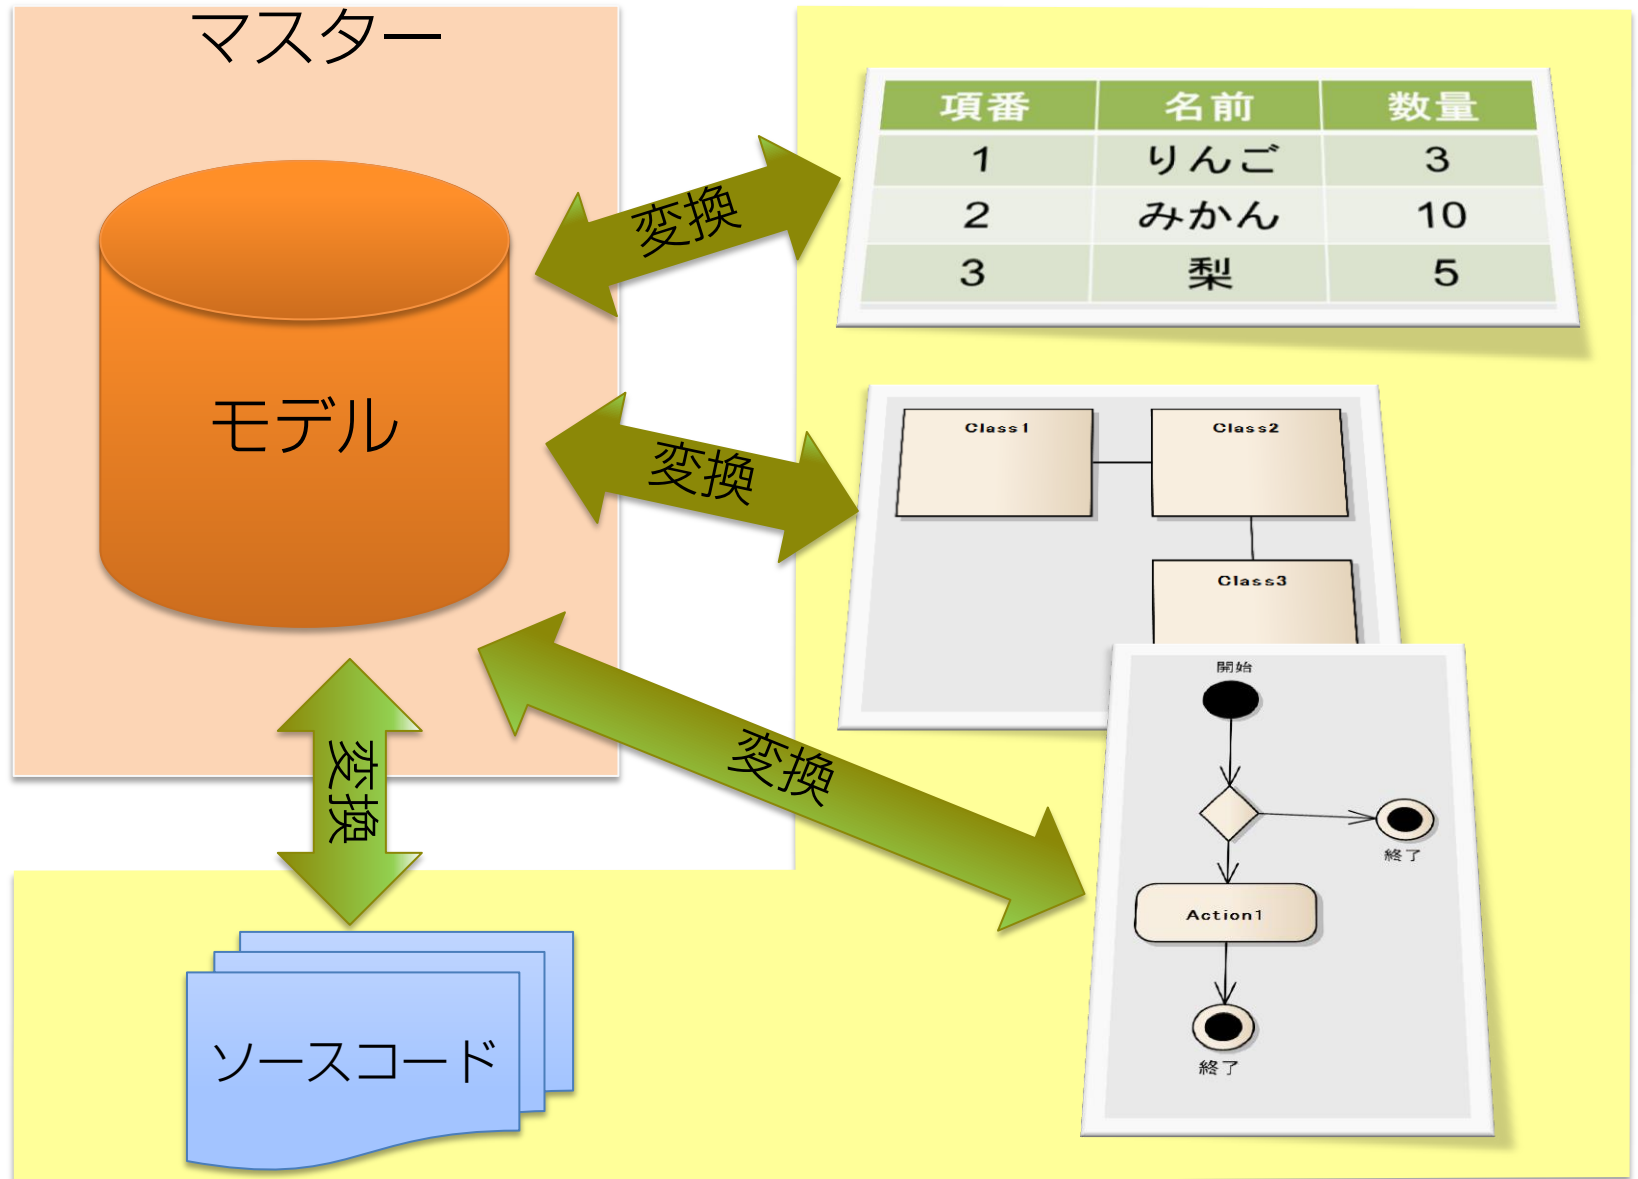 マスター
モデル
変換
変換
変換
変換
ソースコード
項番 名前 数量
1 りんご 3
2 みかん 10
3 梨 5
Class1 Class2
Class3
開始
終了
Action1
終了